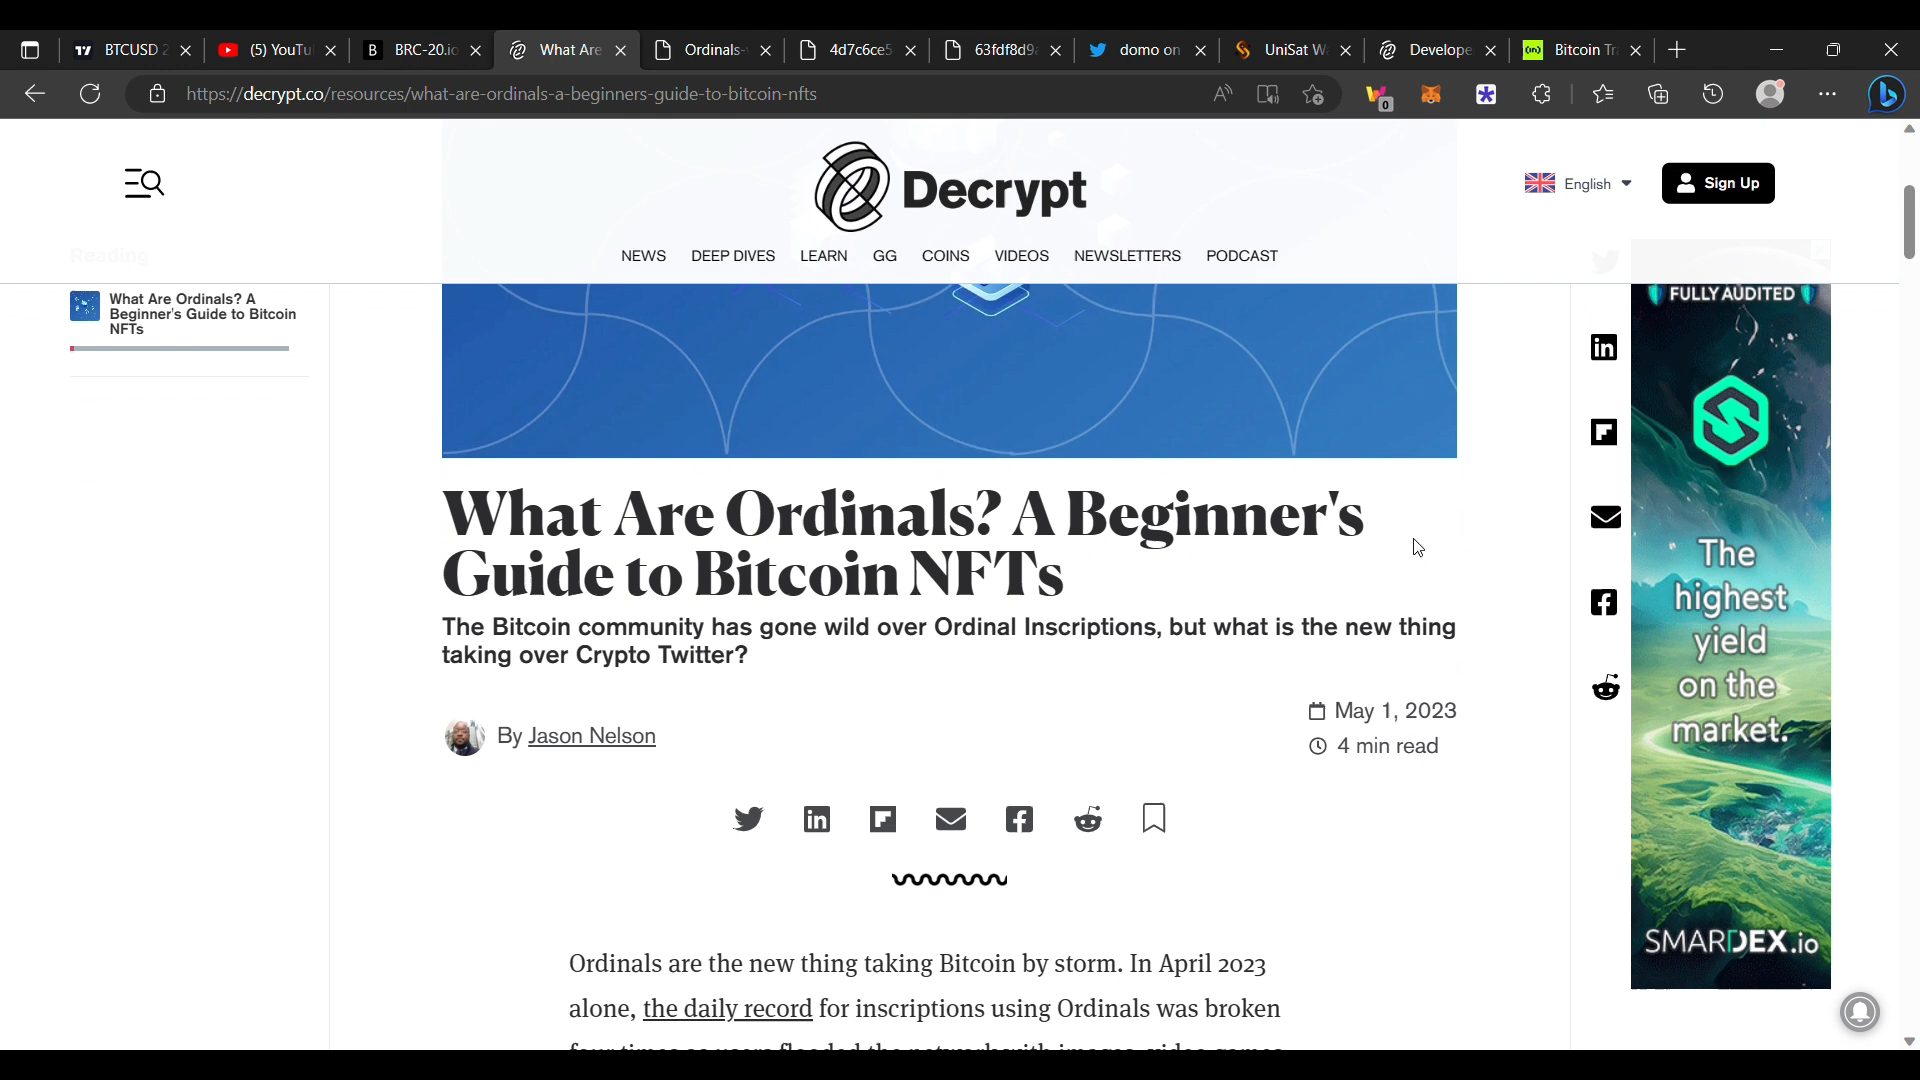 BTCUSD 2
(5) YouTu
BRC-20.io
What Are
Ordinals-
4d7c6ce5
63fdf8d9
domo on
UniSat W
Develope
Bitcoin Tr
https://decrypt.co/resources/what-are-ordinals-a-beginners-guide-to-bitcoin-nfts
0
Decrypt
English
Sign Up
NEWS DEEP DIVES LEARN GG COINS VIDEOS NEWSLETTERS PODCAST
Reading
What Are Ordinals? A
Beginner's Guide to Bitcoin
NFTs
FULLY AUDITED
The
highest
yield
on the
market.
SMARDEX.io
What Are Ordinals? A Beginner's
Guide to Bitcoin NFTs
The Bitcoin community has gone wild over Ordinal Inscriptions, but what is the new thing
taking over Crypto Twitter?
By Jason Nelson
May 1, 2023
4 min read
Ordinals are the new thing taking Bitcoin by storm. In April 2023
alone, the daily record for inscriptions using Ordinals was broken